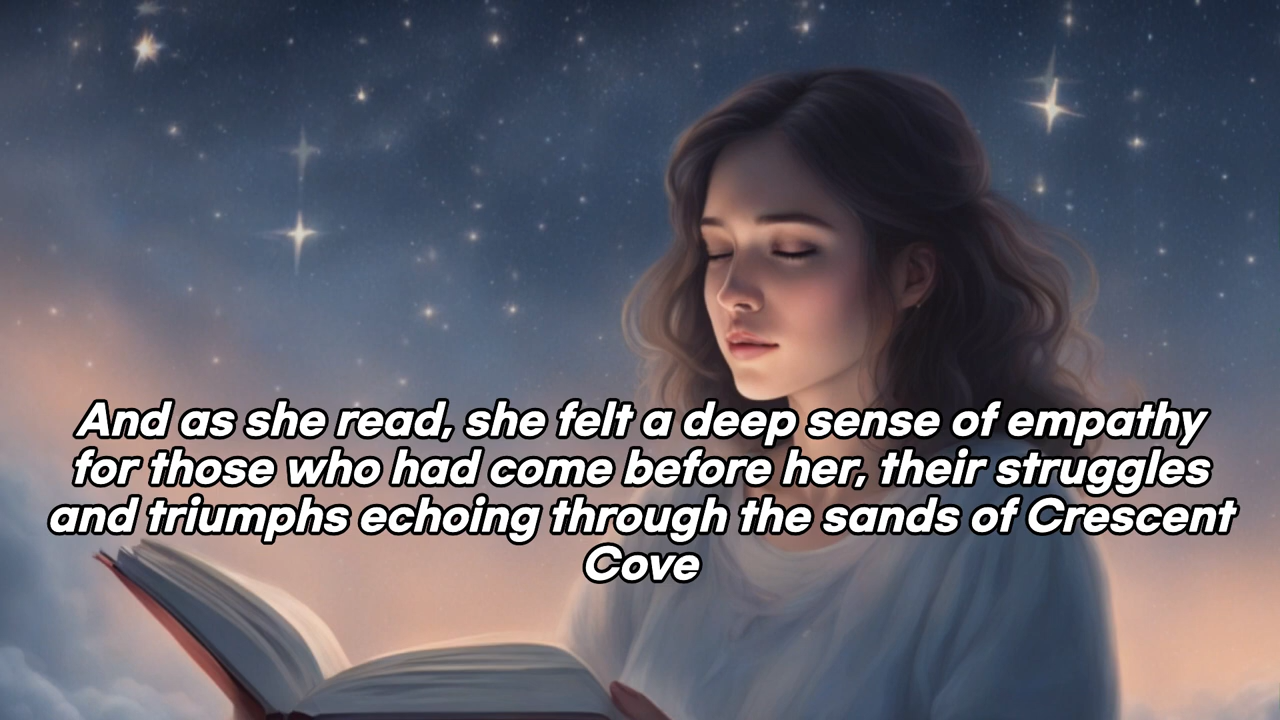 And as she read, she felt a deep sense of empathy
for those who had come before her, their struggles
and triumphs echoing through the sands of Crescent
Cove